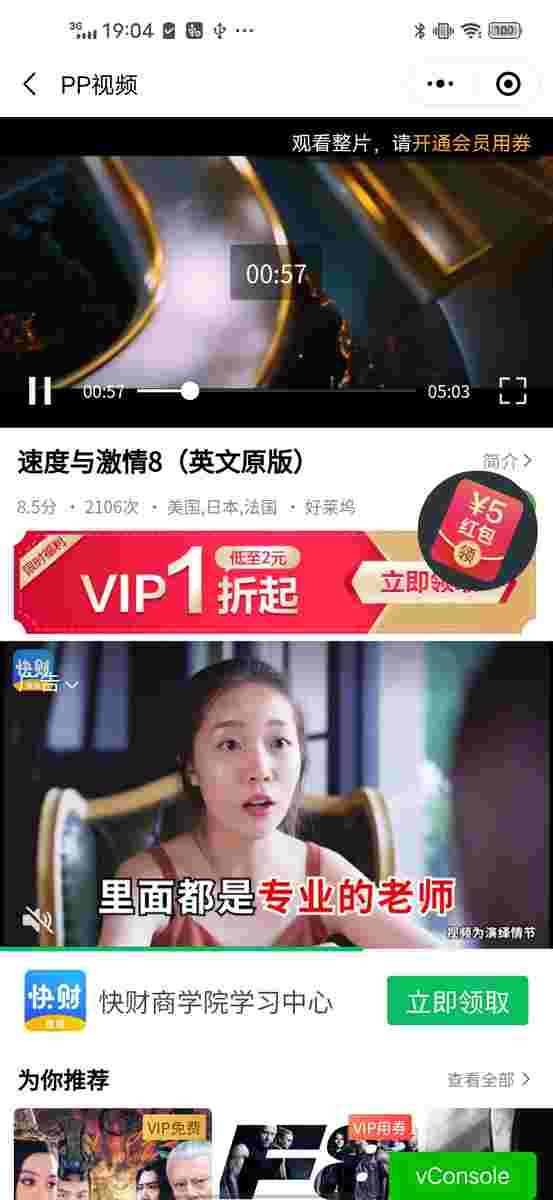 3G 19:04
100
PP视频
观看整片，请开通会员用券
00:57
00:57
05:03
速度与激情8（英文原版）
简介
8.5分 · 2106次 · 美国,日本,法国 · 好莱坞
¥5
红包
领
限时福利
VIP1折起
低至2元
立即领
快财
告
里面都是专业的老师
视频为演绎情节
快财
快财商学院学习中心
立即领取
为你推荐
查看全部
VIP免费
VIP用券
F8
vConsole